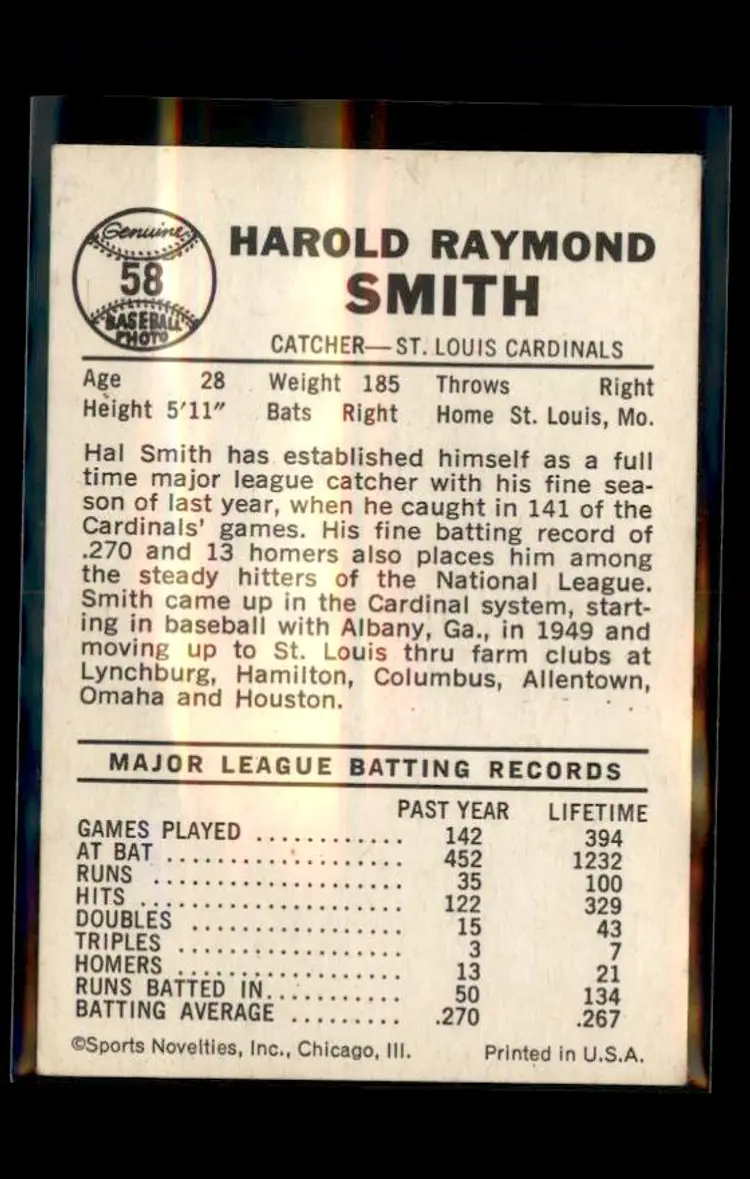 Genuine
58
BASEBALL
PHOTO
HAROLD RAYMOND
SMITH
CATCHER—ST. LOUIS CARDINALS
Age 28 Weight 185 Throws Right
Height 5'11" Bats Right Home St. Louis, Mo.
Hal Smith has established himself as a full
time major league catcher with his fine sea-
son of last year, when he caught in 141 of the
Cardinals' games. His fine batting record of
.270 and 13 homers also places him among
the steady hitters of the National League.
Smith came up in the Cardinal system, start-
ing in baseball with Albany, Ga., in 1949 and
moving up to St. Louis thru farm clubs at
Lynchburg, Hamilton, Columbus, Allentown,
Omaha and Houston.
MAJOR LEAGUE BATTING RECORDS
PAST YEAR LIFETIME
GAMES PLAYED ............ 142 394
AT BAT .................. 452 1232
RUNS ................... 35 100
HITS .................... 122 329
DOUBLES ................ 15 43
TRIPLES ................. 3 7
HOMERS ................. 13 21
RUNS BATTED IN........... 50 134
BATTING AVERAGE ......... .270 .267
©Sports Novelties, Inc., Chicago, Ill. Printed in U.S.A.